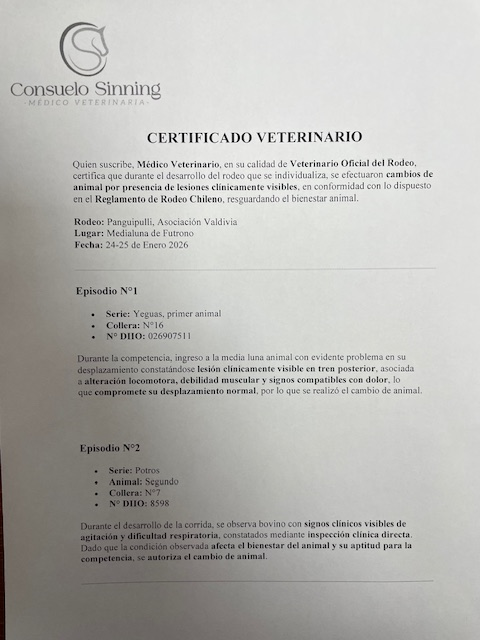 Consuelo Sinning
-MÉDICO VETERINARIA-
CERTIFICADO VETERINARIO
Quien suscribe, Médico Veterinario, en su calidad de Veterinario Oficial del Rodeo,
certifica que durante el desarrollo del rodeo que se individualiza, se efectuaron cambios de
animal por presencia de lesiones clínicamente visibles, en conformidad con lo dispuesto
en el Reglamento de Rodeo Chileno, resguardando el bienestar animal.
Rodeo: Panguipulli, Asociación Valdivia
Lugar: Medialuna de Futrono
Fecha: 24-25 de Enero 2026
Episodio N°1
• Serie: Yeguas, primer animal
• Collera: N°16
• N° DIIO: 026907511
Durante la competencia, ingreso a la media luna animal con evidente problema en su
desplazamiento constatándose lesión clínicamente visible en tren posterior, asociada
a alteración locomotora, debilidad muscular y signos compatibles con dolor, lo
que compromete su desplazamiento normal, por lo que se realizó el cambio de animal.
Episodio N°2
• Serie: Potros
• Animal: Segundo
• Collera: N°7
• N° DIIO: 8598
Durante el desarrollo de la corrida, se observa bovino con signos clínicos visibles de
agitación y dificultad respiratoria, constatados mediante inspección clínica directa.
Dado que la condición observada afecta el bienestar del animal y su aptitud para la
competencia, se autoriza el cambio de animal.